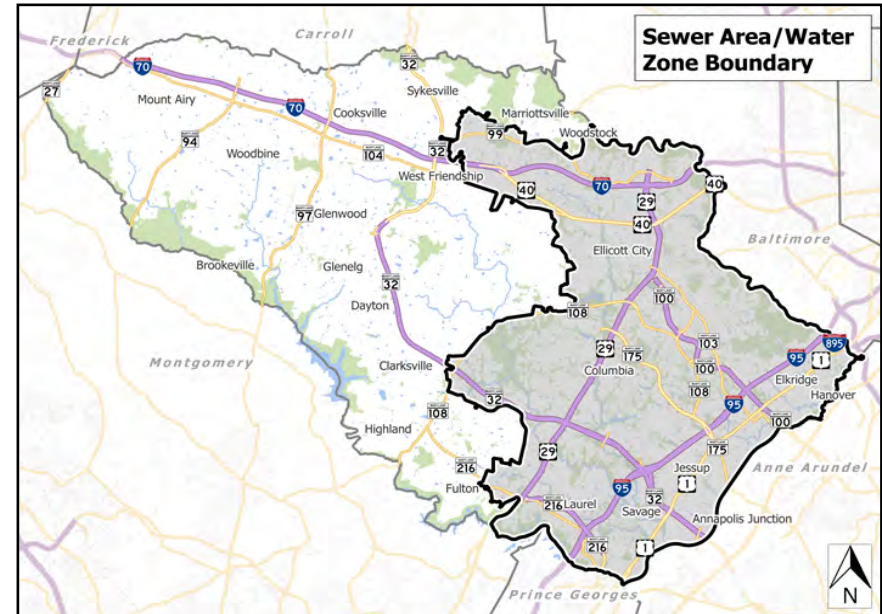 Sewer Area/Water
Zone Boundary
Frederick
Carroll
27
70
Mount Airy
94
Woodbine
Cooksville
70
104
32
Sykesville
Marriottsville
99
Woodstock
32
West Friendship
40
70
29
40
40
97
Glenwood
Ellicott City
Baltimore
Brookeville
Glenelg
32
Dayton
100
108
103
895
29
175
95
1
Montgomery
Columbia
100
Elkridge
Clarksville
108
Hanover
32
95
108
100
Highland
29
175
216
Jessup
Anne Arundel
Fulton
95
32
1
216
Laurel
Savage
Annapolis Junction
216
1
Prince Georges
N